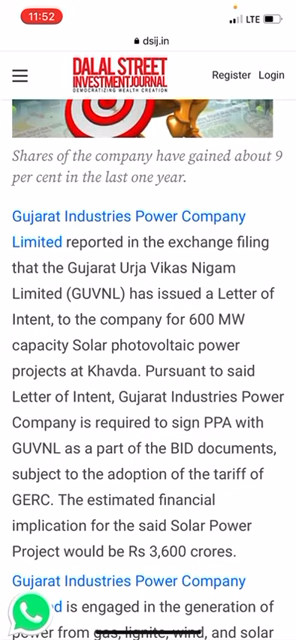 11:52
LTE
dsij.in
DALAL STREET
INVESTMENT JOURNAL
DEMOCRATIZING WEALTH CREATION
Register Login
Shares of the company have gained about 9
per cent in the last one year.
Gujarat Industries Power Company
Limited reported in the exchange filing
that the Gujarat Urja Vikas Nigam
Limited (GUVNL) has issued a Letter of
Intent, to the company for 600 MW
capacity Solar photovoltaic power
projects at Khavda. Pursuant to said
Letter of Intent, Gujarat Industries Power
Company is required to sign PPA with
GUVNL as a part of the BID documents,
subject to the adoption of the tariff of
GERC. The estimated financial
implication for the said Solar Power
Project would be Rs 3,600 crores.
Gujarat Industries Power Company
ed is engaged in the generation of
power from gas, lignite, wind, and solar